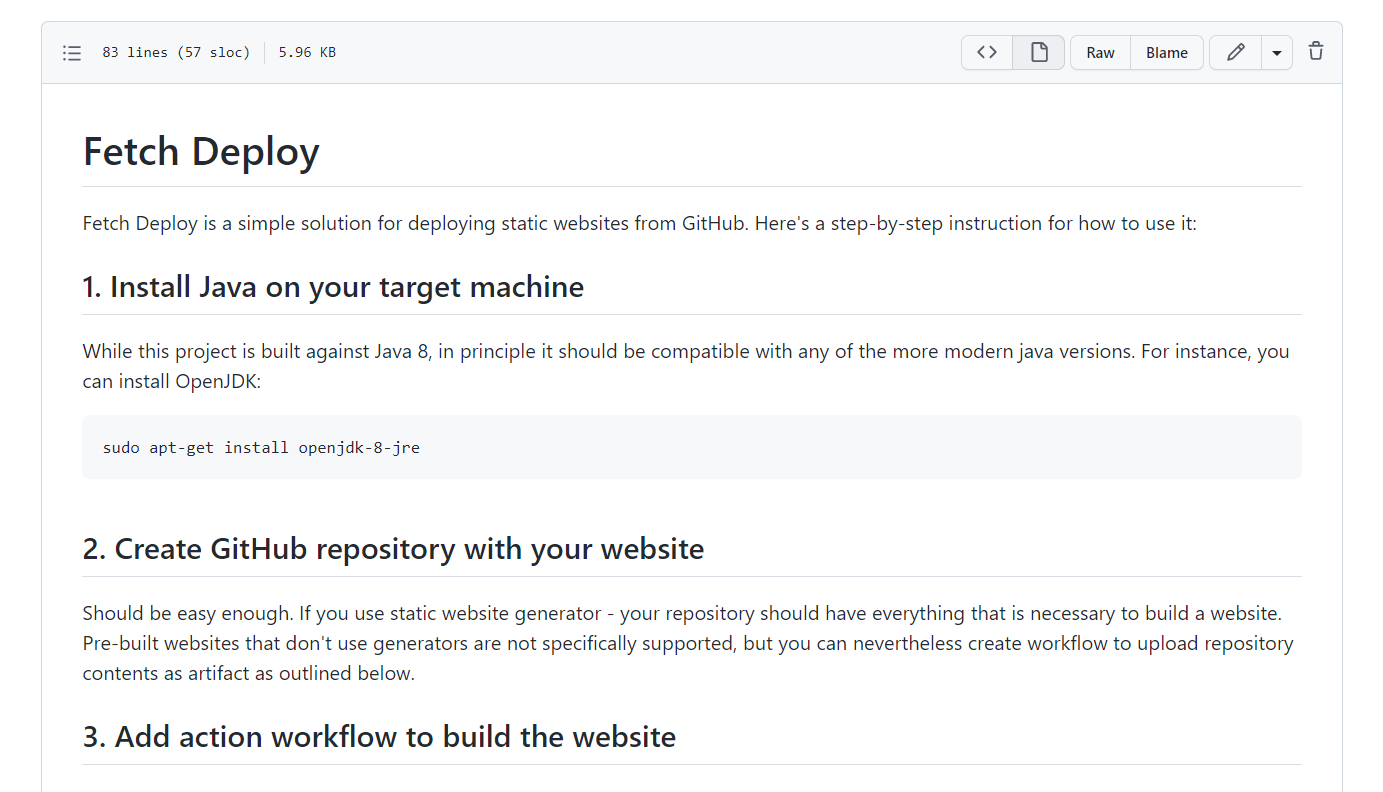 83 lines (57 sloc) 5.96 KB Raw Blame
Fetch Deploy
Fetch Deploy is a simple solution for deploying static websites from GitHub. Here's a step-by-step instruction for how to use it:
1. Install Java on your target machine
While this project is built against Java 8, in principle it should be compatible with any of the more modern java versions. For instance, you
can install OpenJDK:
sudo apt-get install openjdk-8-jre
2. Create GitHub repository with your website
Should be easy enough. If you use static website generator - your repository should have everything that is necessary to build a website.
Pre-built websites that don't use generators are not specifically supported, but you can nevertheless create workflow to upload repository
contents as artifact as outlined below.
3. Add action workflow to build the website